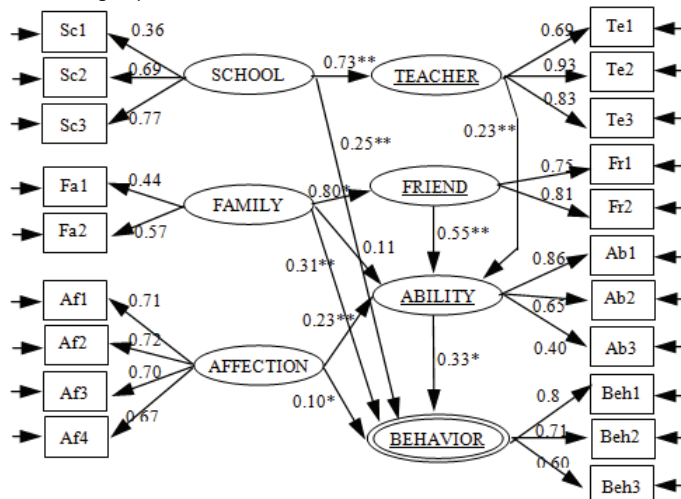 Sc1
0.36
Sc2
0.69
Sc3
0.77
SCHOOL
0.73**
TEACHER
0.69
Te1
0.93
Te2
0.83
Te3
0.25**
0.23**
Fa1
0.44
Fa2
0.57
FAMILY
0.80*
FRIEND
0.75
Fr1
0.81
Fr2
0.11
0.55**
0.31**
Af1
0.71
Af2
0.72
Af3
0.70
Af4
0.67
AFFECTION
0.23**
0.10*
ABILITY
0.86
Ab1
0.65
Ab2
0.40
Ab3
0.33*
BEHAVIOR
0.8
Beh1
0.71
Beh2
0.60
Beh3